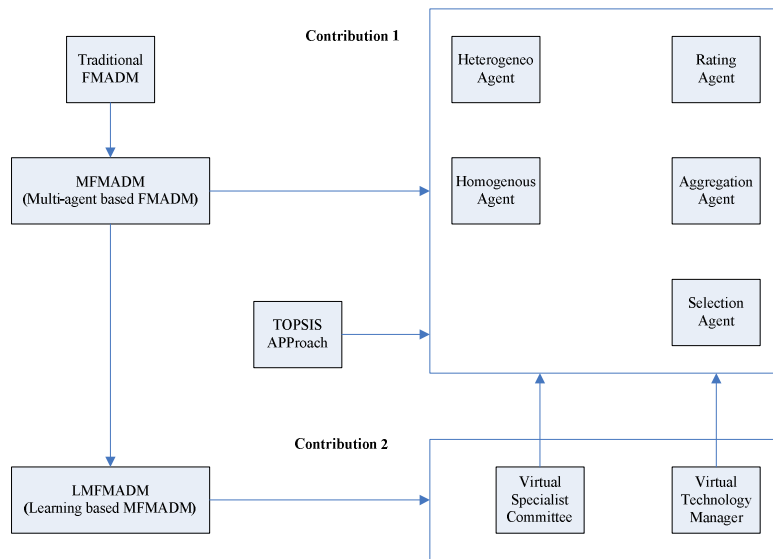 Contribution 1
Traditional
FMADM
Heterogeneo
Agent
Rating
Agent
MFMADM
(Multi-agent based FMADM)
Homogenous
Agent
Aggregation
Agent
TOPSIS
APProach
Selection
Agent
Contribution 2
LMFMADM
(Learning based MFMADM)
Virtual
Specialist
Committee
Virtual
Technology
Manager